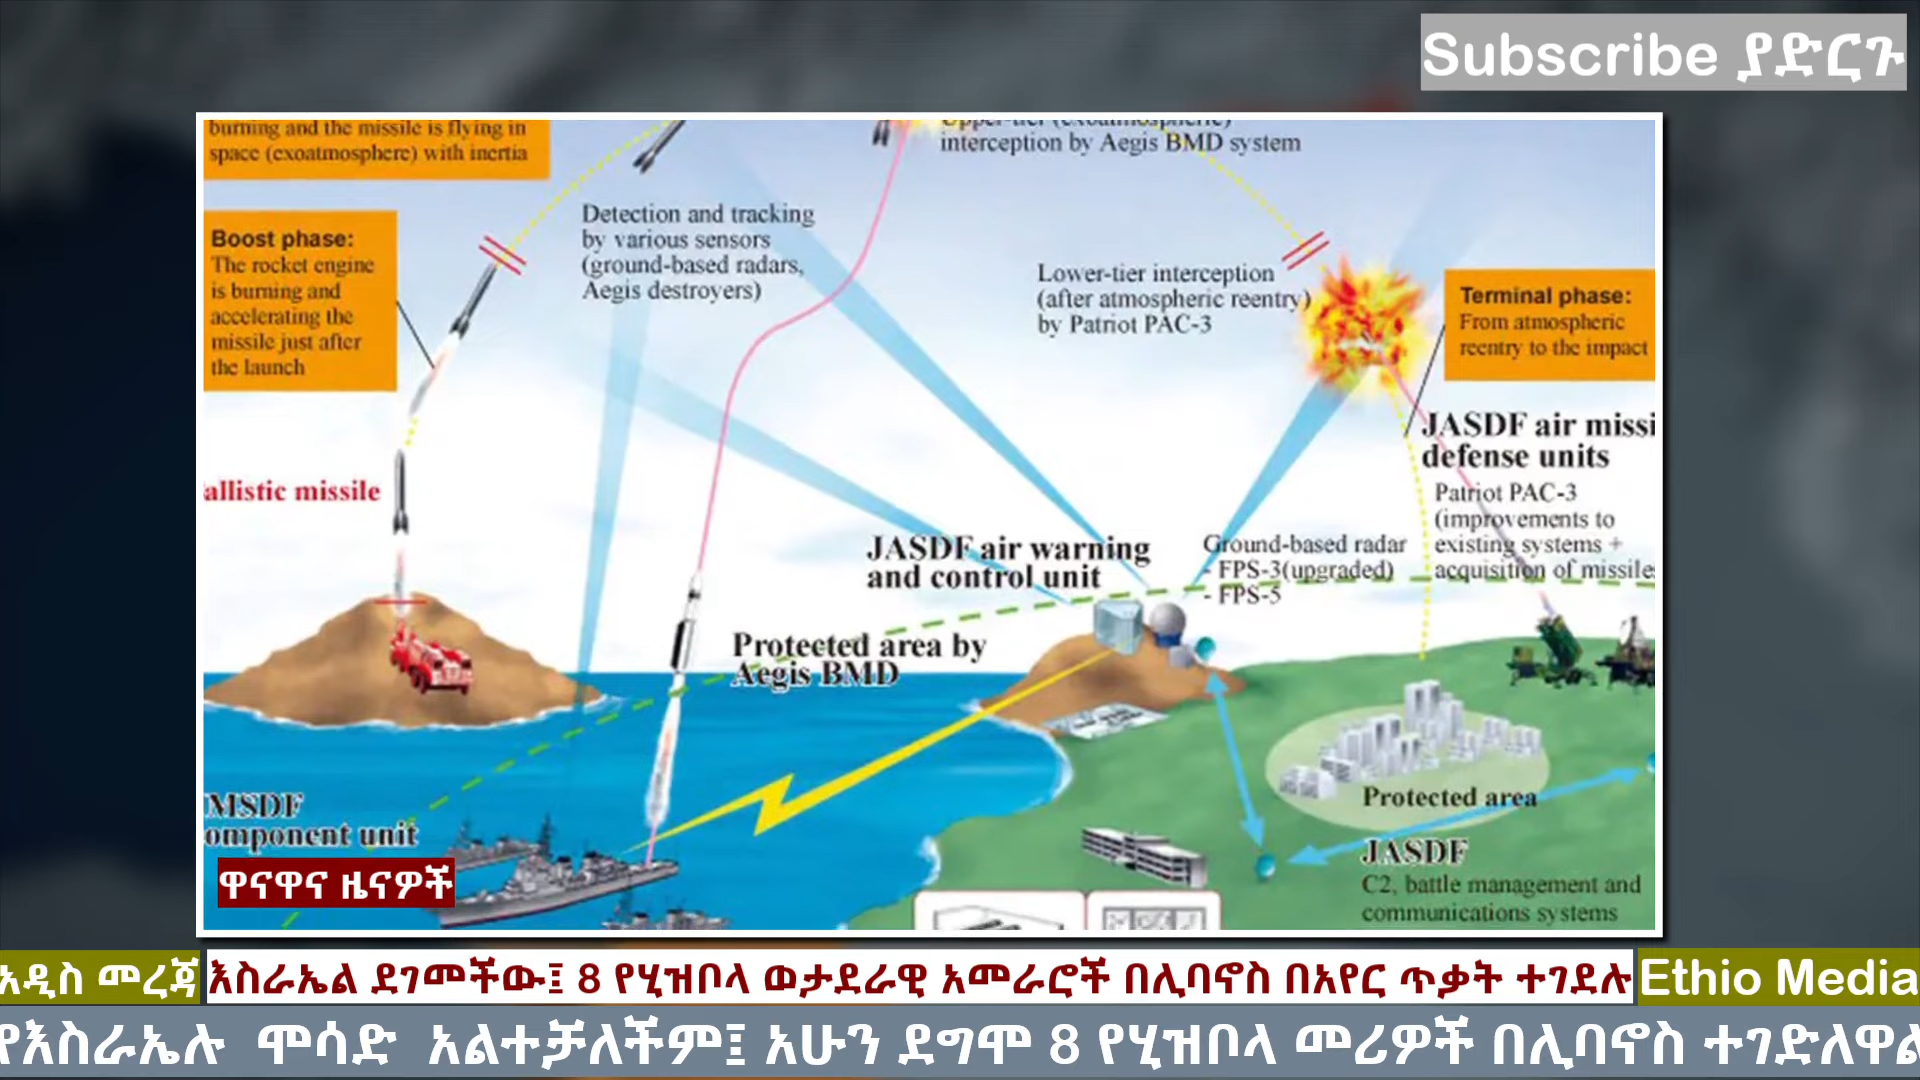 Subscribe ያድርጉ
burning and the missile is flying in
space (exoatmosphere) with inertia
Upper-tier (exoatmospheric)
interception by Aegis BMD system
Boost phase:
The rocket engine
is burning and
accelerating the
missile just after
the launch
Detection and tracking
by various sensors
(ground-based radars,
Aegis destroyers)
Lower-tier interception
(after atmospheric reentry)
by Patriot PAC-3
Terminal phase:
From atmospheric
reentry to the impact
JASDF air missi
defense units
Patriot PAC-3
(improvements to
existing systems +
acquisition of missile
allistic missile
JASDF air warning
and control unit
Ground-based radar
- FPS-3(upgraded)
- FPS-5
Protected area by
Aegis BMD
MSDF
omponent unit
Protected area
JASDF
C2, battle management and
communications systems
ዋናዋና ዜናዎች
አዲስ መረጃ
እስራኤል ደገመችው፤ 8 የሂዝቦላ ወታደራዊ አመራሮች በሊባኖስ በአየር ጥቃት ተገደሉ
Ethio Media
የእስራኤሉ ሞሳድ አልተቻለችም፤ አሁን ደግሞ 8 የሂዝቦላ መሪዎች በሊባኖስ ተገድለዋል